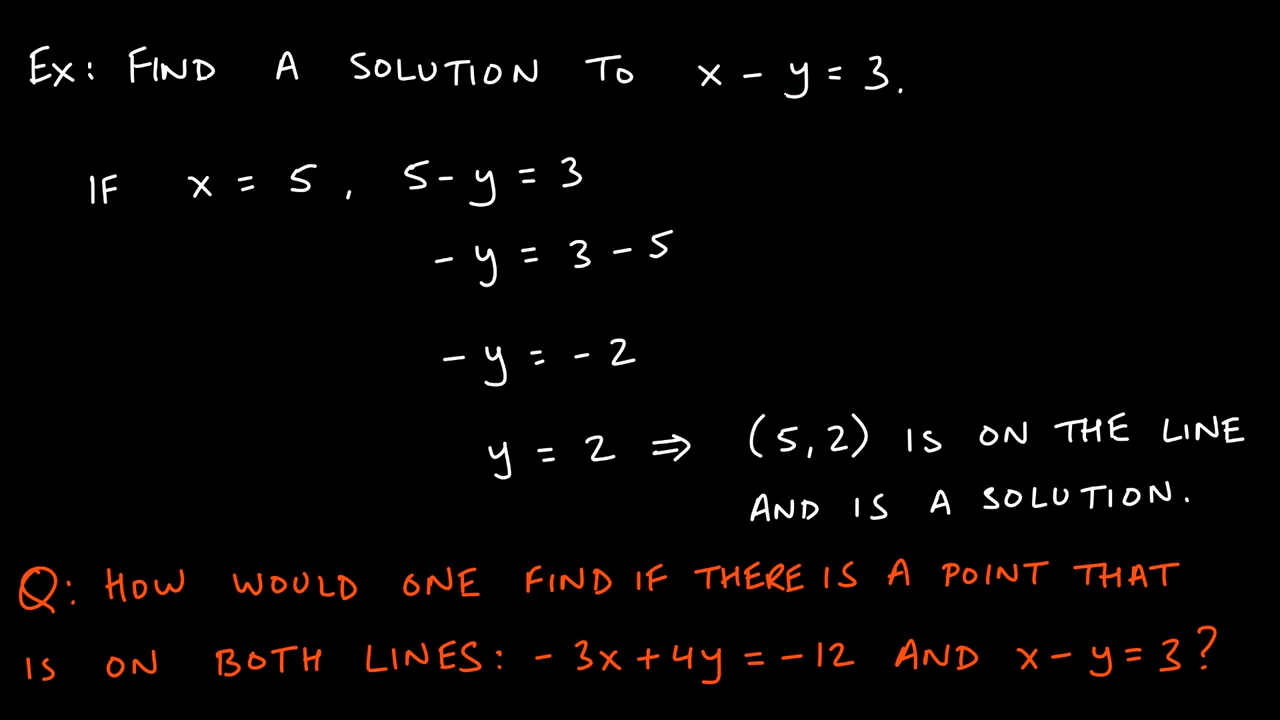 Ex: FIND A SOLUTION TO x - y = 3.
IF x = 5, 5 - y = 3
- y = 3 - 5
- y = - 2
y = 2 ⇒ (5,2) IS ON THE LINE
AND IS A SOLUTION.
Q: HOW WOULD ONE FIND IF THERE IS A POINT THAT
IS ON BOTH LINES: - 3x + 4y = - 12 AND x - y = 3?